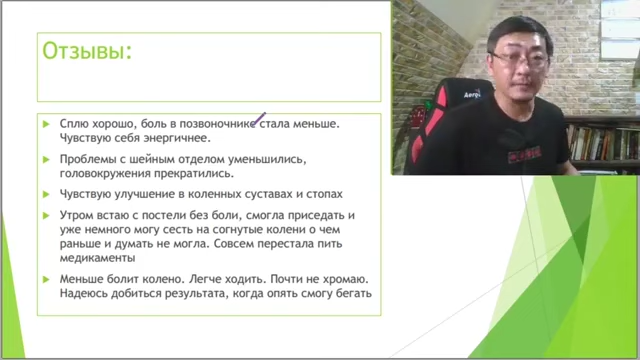 Отзывы:
Сплю хорошо, боль в позвоночнике стала меньше.
Чувствую себя энергичнее.
Проблемы с шейным отделом уменьшились,
головокружения прекратились.
Чувствую улучшение в коленных суставах и стопах
Утром встаю с постели без боли, смогла приседать и
уже немного могу сесть на согнутые колени о чем
раньше и думать не могла. Совсем перестала пить
медикаменты
Меньше болит колено. Легче ходить. Почти не хромаю.
Надеюсь добиться результата, когда опять смогу бегать